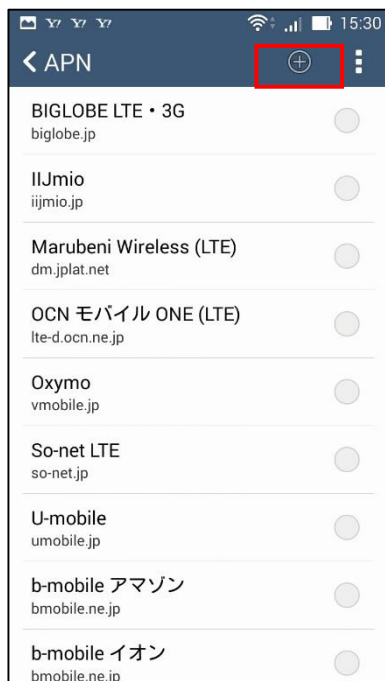 Y! Y! Y! 15:30
APN
BIGLOBE LTE・3G
biglobe.jp
IIJmio
iijmio.jp
Marubeni Wireless (LTE)
dm.jplat.net
OCN モバイル ONE (LTE)
lte-d.ocn.ne.jp
Oxymo
vmobile.jp
So-net LTE
so-net.jp
U-mobile
umobile.jp
b-mobile アマゾン
bmobile.ne.jp
b-mobile イオン
bmobile.ne.jp